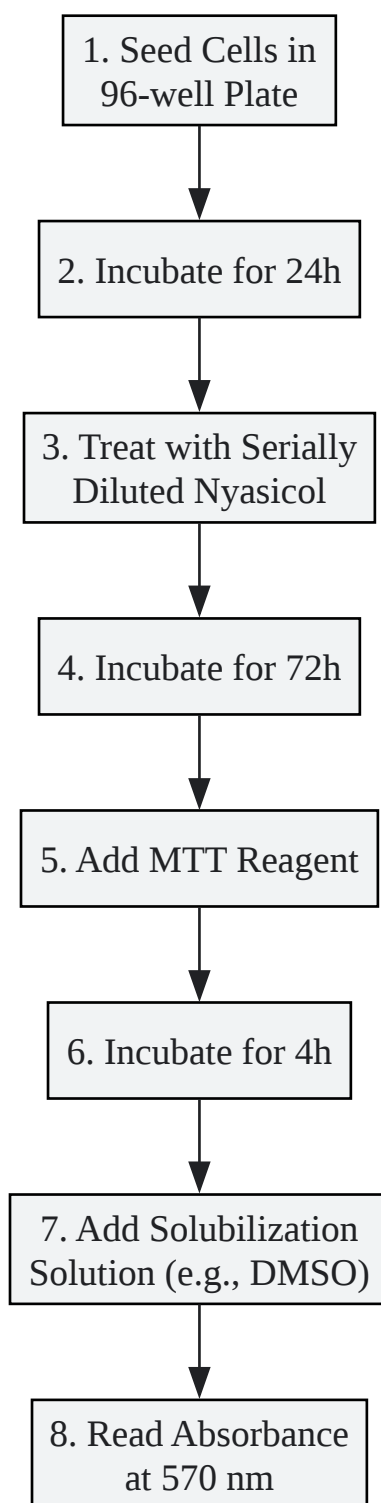 1. Seed Cells in
96-well Plate
2. Incubate for 24h
3. Treat with Serially
Diluted Nyasicol
4. Incubate for 72h
5. Add MTT Reagent
6. Incubate for 4h
7. Add Solubilization
Solution (e.g., DMSO)
8. Read Absorbance
at 570 nm